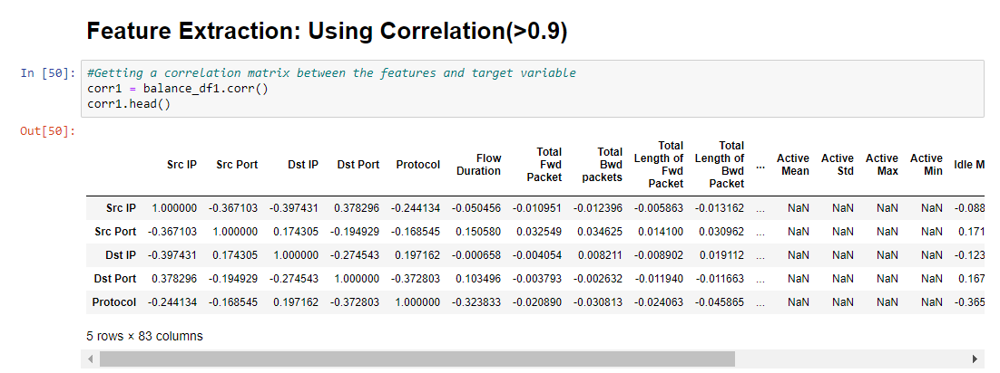 Feature Extraction: Using Correlation(>0.9)
In [50]: #Getting a correlation matrix between the features and target variable
corr1 = balance_df1.corr()
corr1.head()
Out[50]:
Src IP Src Port Dst IP Dst Port Protocol Flow Duration Total Fwd Packet Total Bwd packets Total Length of Fwd Packet Total Length of Bwd Packet ... Active Mean Active Std Active Max Active Min Idle M
Src IP 1.000000 -0.367103 -0.397431 0.378296 -0.244134 -0.050456 -0.010951 -0.012396 -0.005863 -0.013162 ... NaN NaN NaN NaN -0.088
Src Port -0.367103 1.000000 0.174305 -0.194929 -0.168545 0.150580 0.032549 0.034625 0.014100 0.030962 ... NaN NaN NaN NaN 0.171
Dst IP -0.397431 0.174305 1.000000 -0.274543 0.197162 -0.000658 -0.004054 0.008211 -0.008902 0.019112 ... NaN NaN NaN NaN -0.123
Dst Port 0.378296 -0.194929 -0.274543 1.000000 -0.372803 0.103496 -0.003793 -0.002632 -0.011940 -0.011663 ... NaN NaN NaN NaN 0.167
Protocol -0.244134 -0.168545 0.197162 -0.372803 1.000000 -0.323833 -0.020890 -0.030813 -0.024063 -0.045865 ... NaN NaN NaN NaN -0.365
5 rows × 83 columns